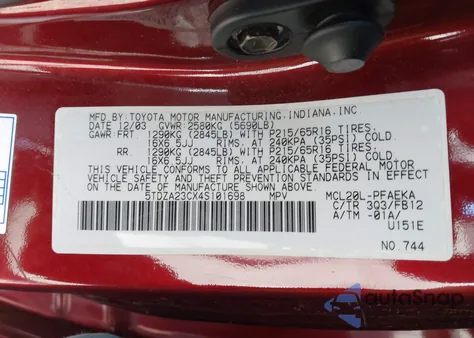 MFD. BY: TOYOTA MOTOR MANUFACTURING, INDIANA, INC.
DATE: 12/03 GVWR: 2580KG (5690LB)
GAWR FRT 1290KG (2845LB) WITH P215/65R16 TIRES,
16X6.5JJ RIMS, AT 240KPA (35PSI) COLD
RR 1290KG (2845LB) WITH P215/65R16 TIRES,
16X6.5JJ RIMS, AT 240KPA (35PSI) COLD.
THIS VEHICLE CONFORMS TO ALL APPLICABLE FEDERAL MOTOR
VEHICLE SAFETY, BUMPER, AND THEFT PREVENTION STANDARDS IN EFFECT
ON THE DATE OF MANUFACTURE SHOWN ABOVE.
5TDZA23CX4S101698 MPV MCL20L-PFAEKA
C/TR 3Q3/FB12
A/TM -01A/
U151E
NO. 744
autoSnap